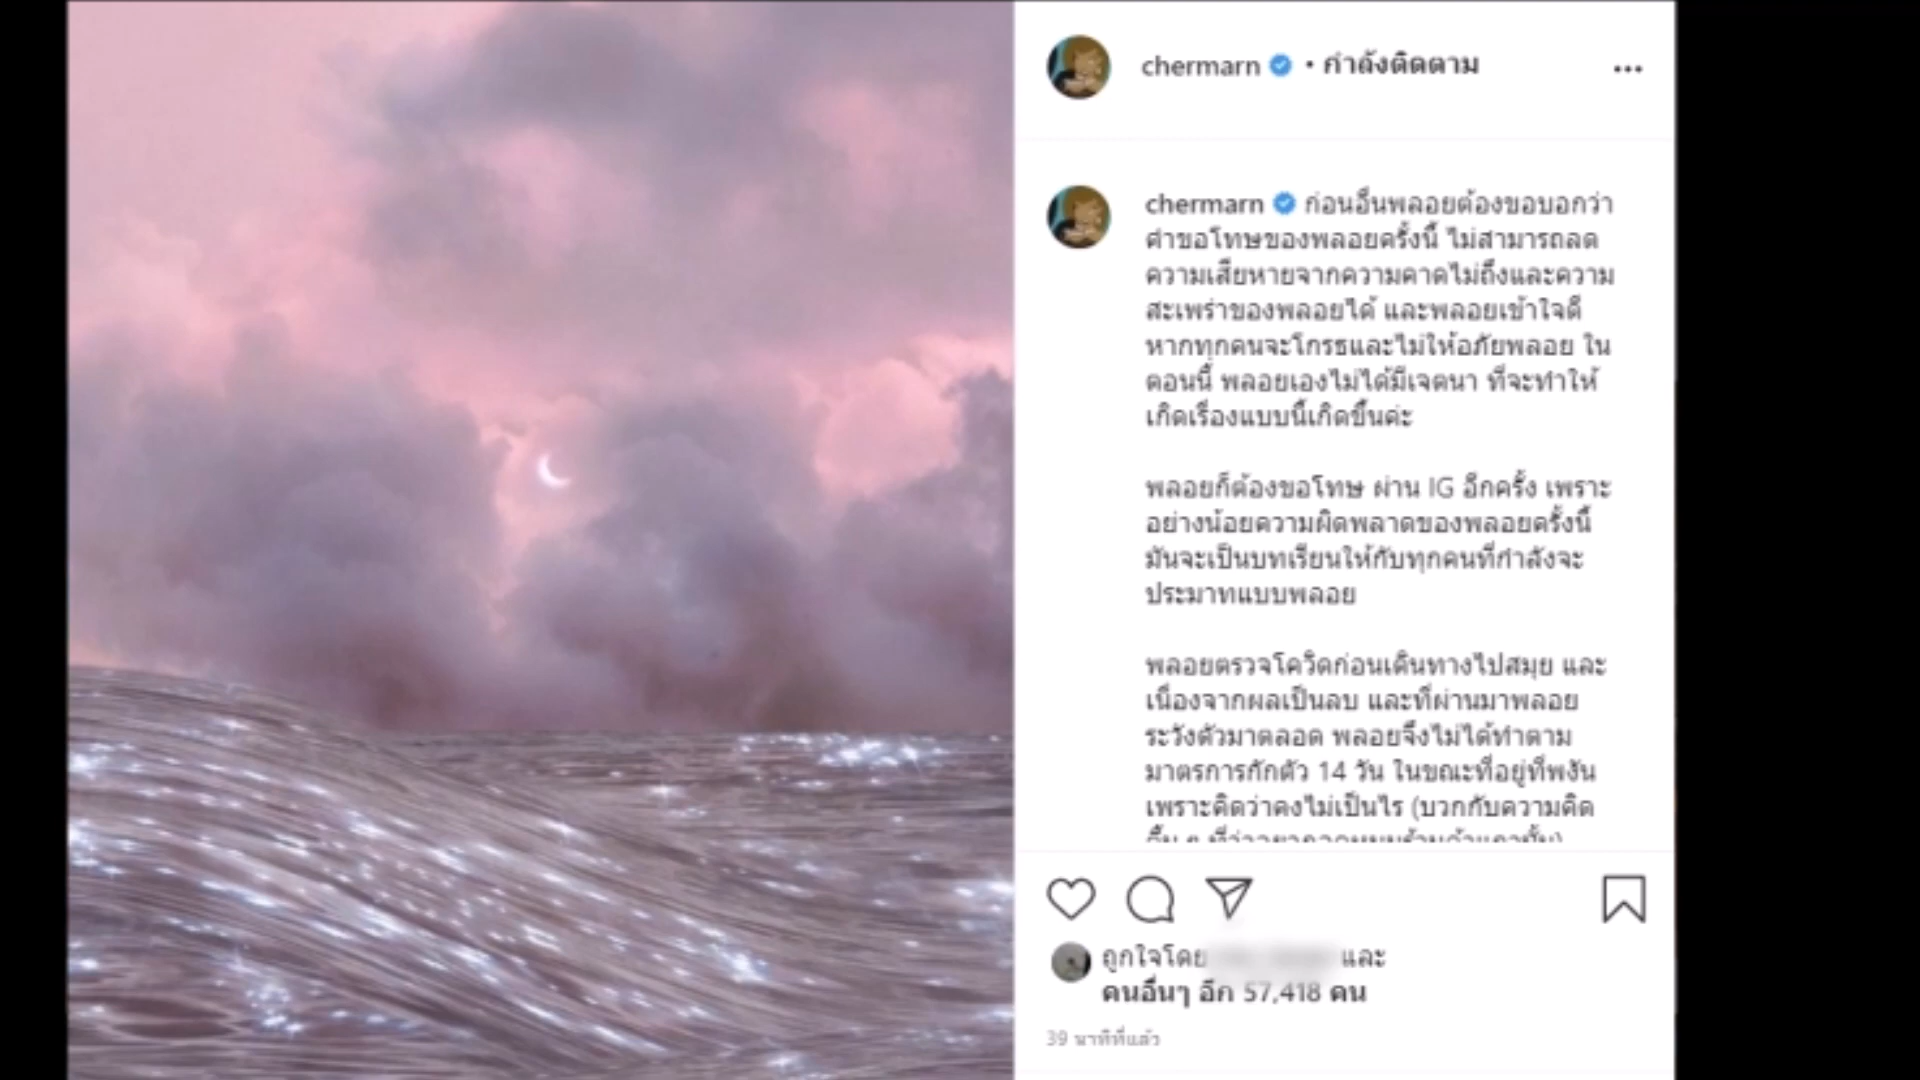 chermarn • กำลังติดตาม
chermarn ก่อนอื่นพลอยต้องขอบอกว่า
คำขอโทษของพลอยครั้งนี้ ไม่สามารถลด
ความเสียหายจากความคาดไม่ถึงและความ
สะเพร่าของพลอยได้ และพลอยเข้าใจดี
หากทุกคนจะโกรธและไม่ให้อภัยพลอย ใน
ตอนนี้ พลอยเองไม่ได้มีเจตนา ที่จะทำให้
เกิดเรื่องแบบนี้เกิดขึ้นค่ะ
พลอยก็ต้องขอโทษ ผ่าน IG อีกครั้ง เพราะ
อย่างน้อยความผิดพลาดของพลอยครั้งนี้
มันจะเป็นบทเรียนให้กับทุกคนที่กำลังจะ
ประมาทแบบพลอย
พลอยตรวจโควิดก่อนเดินทางไปสมุย และ
เนื่องจากผลเป็นลบ และที่ผ่านมาพลอย
ระวังตัวมาตลอด พลอยจึงไม่ได้ทำตาม
มาตรการกักตัว 14 วัน ในขณะที่อยู่ที่พงัน
เพราะคิดว่าคงไม่เป็นไร (บวกกับความคิด
ถูกใจโดย และ
คนอื่นๆ อีก 57,418 คน
39 นาทีที่แล้ว